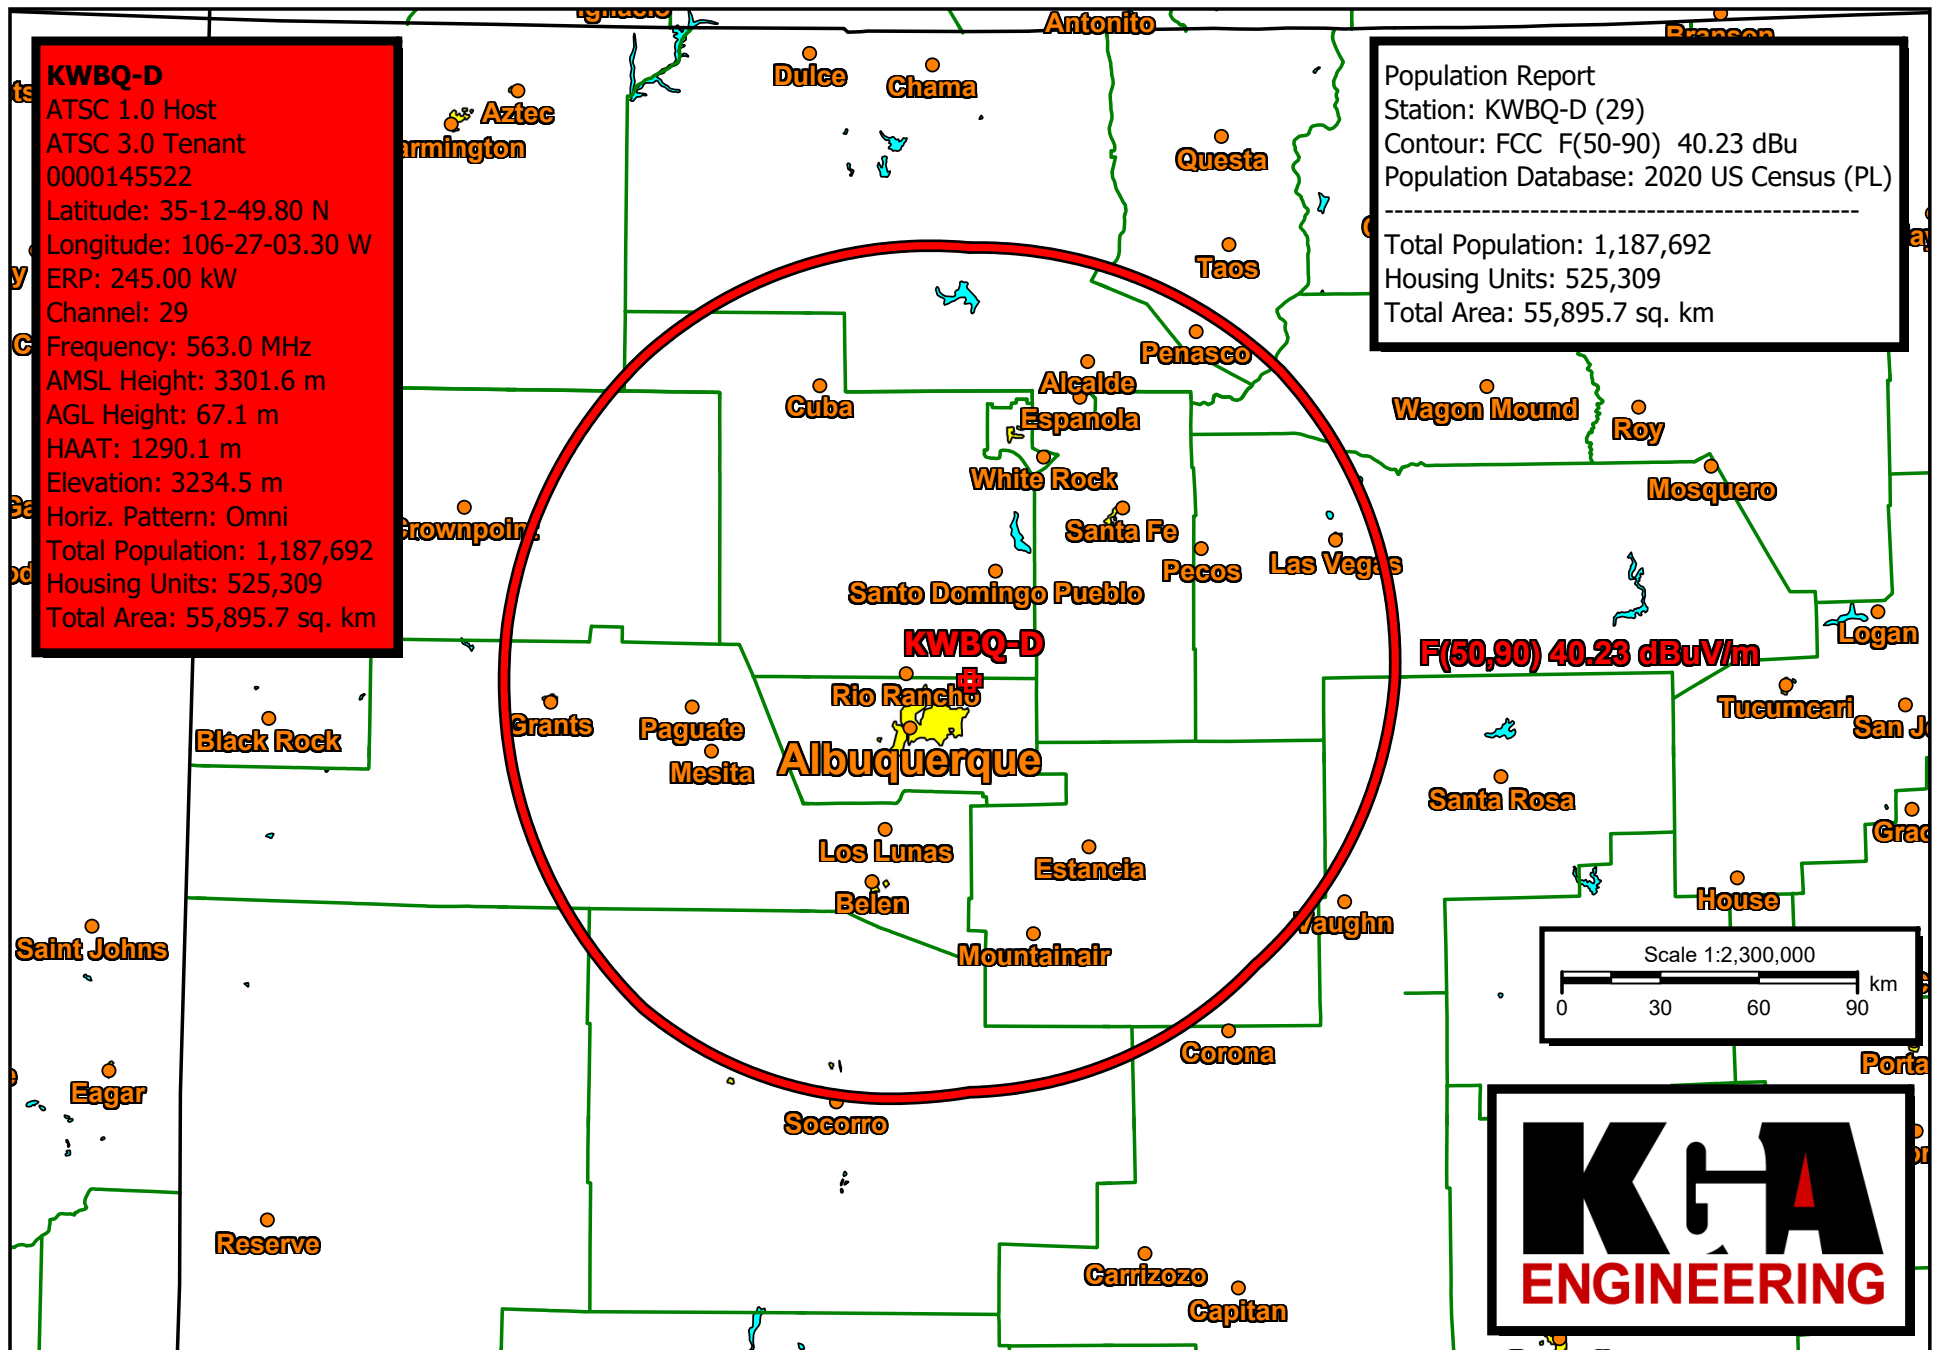 KWBQ-D
ATSC 1.0 Host
ATSC 3.0 Tenant
0000145522
Latitude: 35-12-49.80 N
Longitude: 106-27-03.30 W
ERP: 245.00 kW
Channel: 29
Frequency: 563.0 MHz
AMSL Height: 3301.6 m
AGL Height: 67.1 m
HAAT: 1290.1 m
Elevation: 3234.5 m
Horiz. Pattern: Omni
Total Population: 1,187,692
Housing Units: 525,309
Total Area: 55,895.7 sq. km
Population Report
Station: KWBQ-D (29)
Contour: FCC F(50-90) 40.23 dBu
Population Database: 2020 US Census (PL)
-------------------------------------------------
Total Population: 1,187,692
Housing Units: 525,309
Total Area: 55,895.7 sq. km
Ignacio
Antonito
Branson
Dulce
Chama
Aztec
armington
Questa
Taos
Penasco
Alcalde
Cuba
Espanola
Wagon Mound
Roy
White Rock
Mosquero
Crownpoint
Santa Fe
Pecos
Las Vegas
Santo Domingo Pueblo
Logan
KWBQ-D
F(50,90) 40.23 dBuV/m
Rio Rancho
Tucumcari
San J
Grants
Paguate
Black Rock
Mesita
Albuquerque
Santa Rosa
Grad
Los Lunas
Estancia
Belen
House
Vaughn
Saint Johns
Mountainair
Scale 1:2,300,000
km
0 30 60 90
Corona
Porta
Eagar
Socorro
Reserve
Carrizozo
Capitan
KGA
ENGINEERING